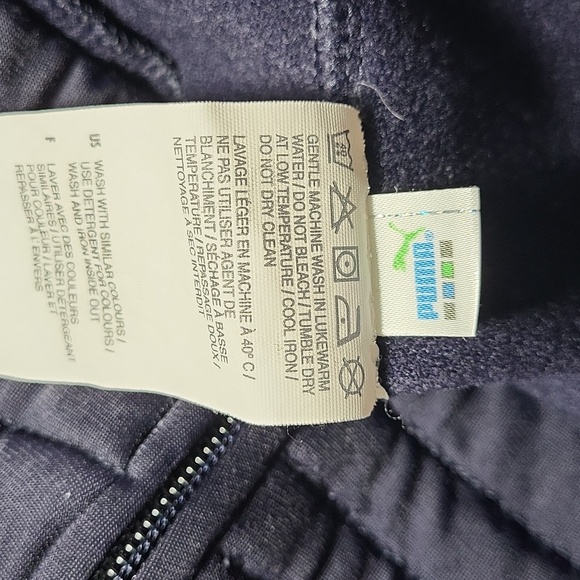 GENTLE MACHINE WASH IN LUKEWARM
WATER / DO NOT BLEACH / TUMBLE DRY
AT LOW TEMPERATURE / COOL IRON /
DO NOT DRY CLEAN
LAVAGE LÉGER EN MACHINE À 40° C /
NE PAS UTILISER AGENT DE
BLANCHIMENT / SÉCHAGE À BASSE
TEMPÉRATURE / REPASSAGE DOUX /
NETTOYAGE A SEC INTERDIT
US WASH WITH SIMILAR COLOURS /
USE DETERGENT FOR COLOURS /
WASH AND IRON INSIDE OUT
F LAVER AVEC DES COULEURS
SIMILAIRES / UTILISER DÉTERGEANT
POUR COULEUR / LAVER ET
REPASSER À L'ENVERS